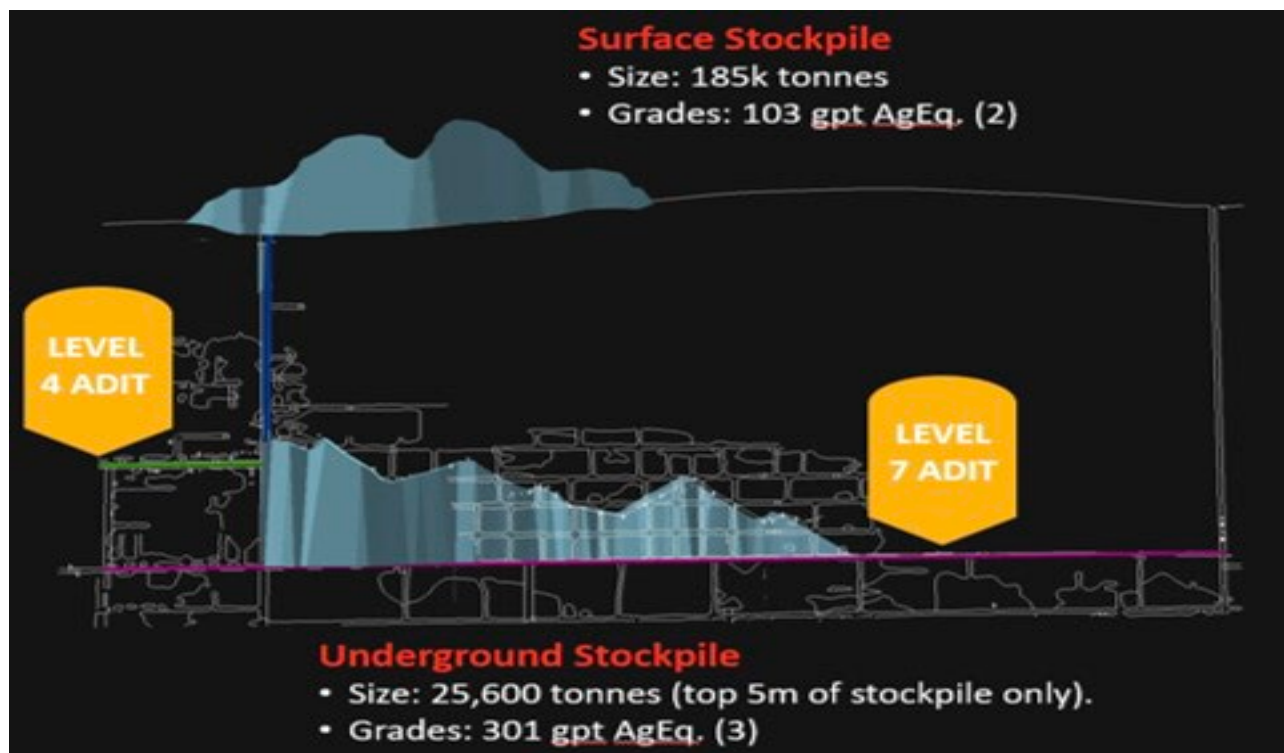 Surface Stockpile
• Size: 185k tonnes
• Grades: 103 gpt AgEq. (2)
LEVEL
4 ADIT
LEVEL
7 ADIT
Underground Stockpile
• Size: 25,600 tonnes (top 5m of stockpile only).
• Grades: 301 gpt AgEq. (3)